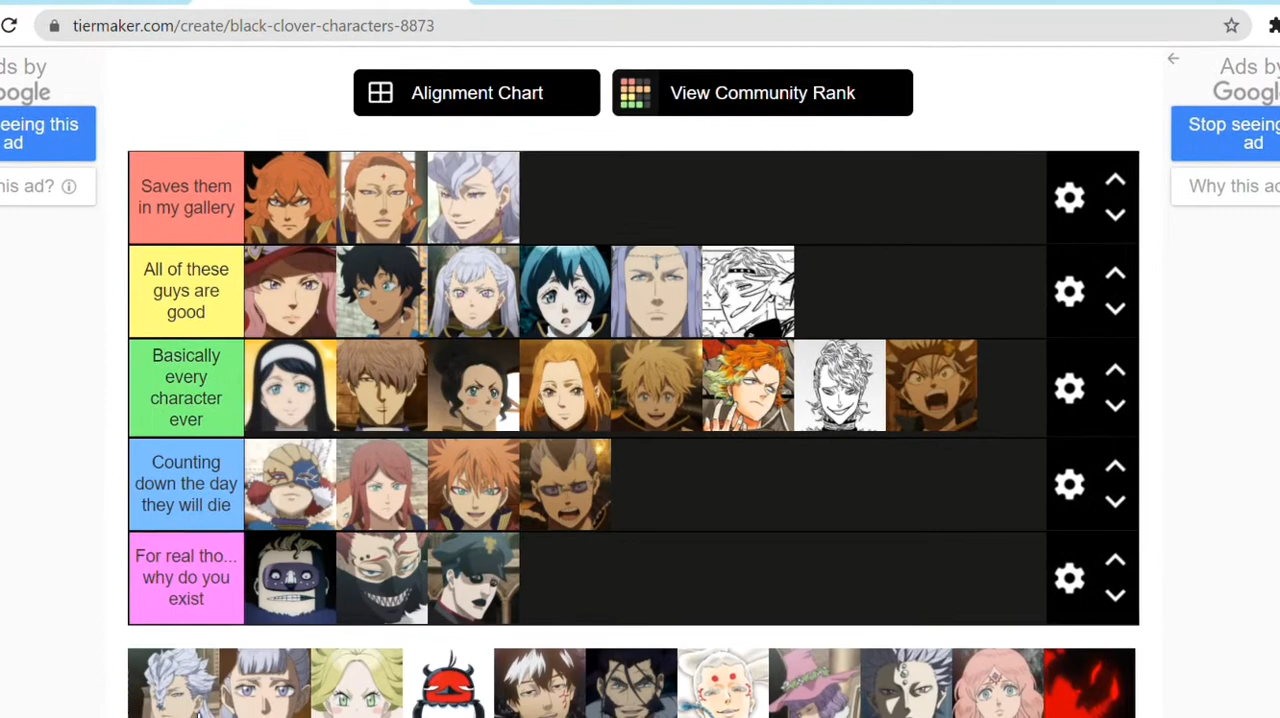 tiermaker.com/create/black-clover-characters-8873
ds by
oogle
eeing this
ad
his ad?
Alignment Chart
View Community Rank
Ads by
Google
Stop seeing
ad
Why this ad
Saves them
in my gallery
All of these
guys are
good
Basically
every
character
ever
Counting
down the day
they will die
For real tho...
why do you
exist